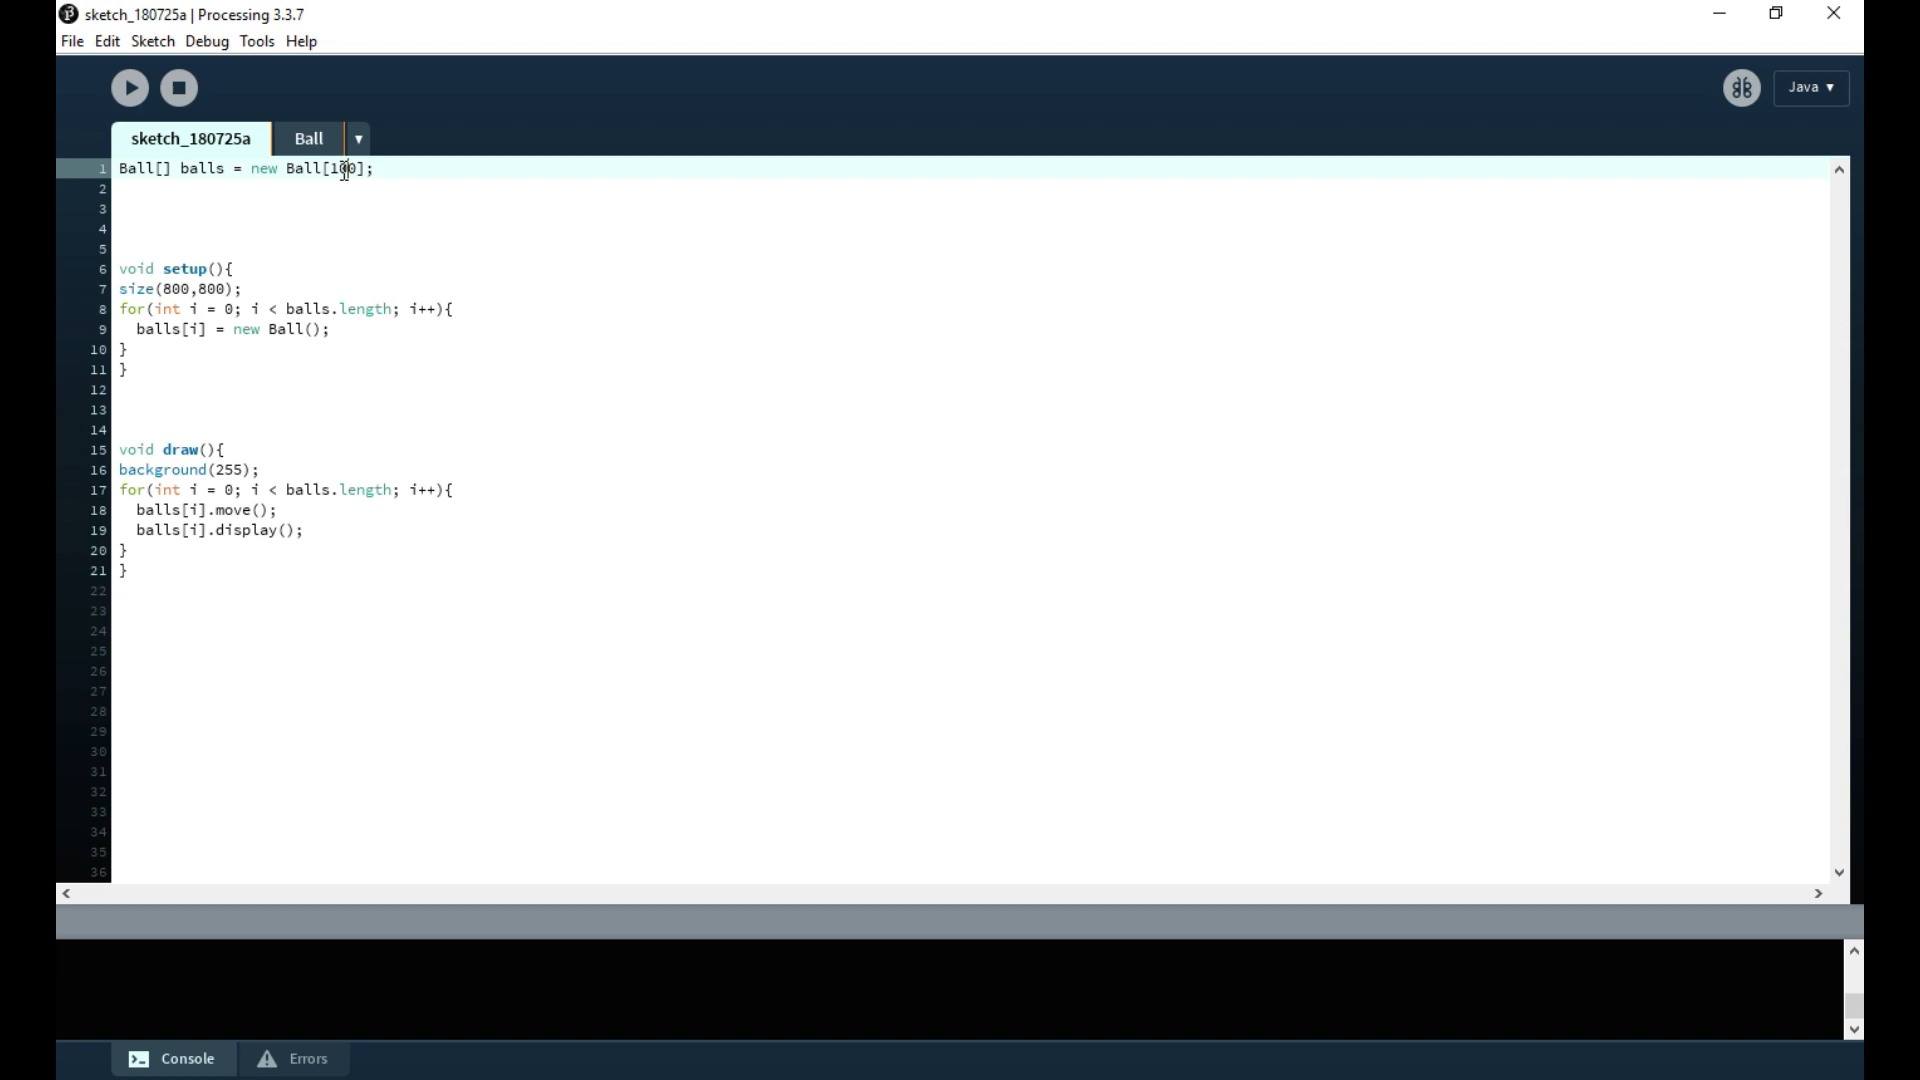 sketch_180725a | Processing 3.3.7
File Edit Sketch Debug Tools Help
Java ▾
sketch_180725a Ball ▾
1 Ball[] balls = new Ball[100];
2
3
4
5
6 void setup(){
7 size(800,800);
8 for(int i = 0; i < balls.length; i++){
9 balls[i] = new Ball();
10 }
11 }
12
13
14
15 void draw(){
16 background(255);
17 for(int i = 0; i < balls.length; i++){
18 balls[i].move();
19 balls[i].display();
20 }
21 }
22
23
24
25
26
27
28
29
30
31
32
33
34
35
36
Console Errors